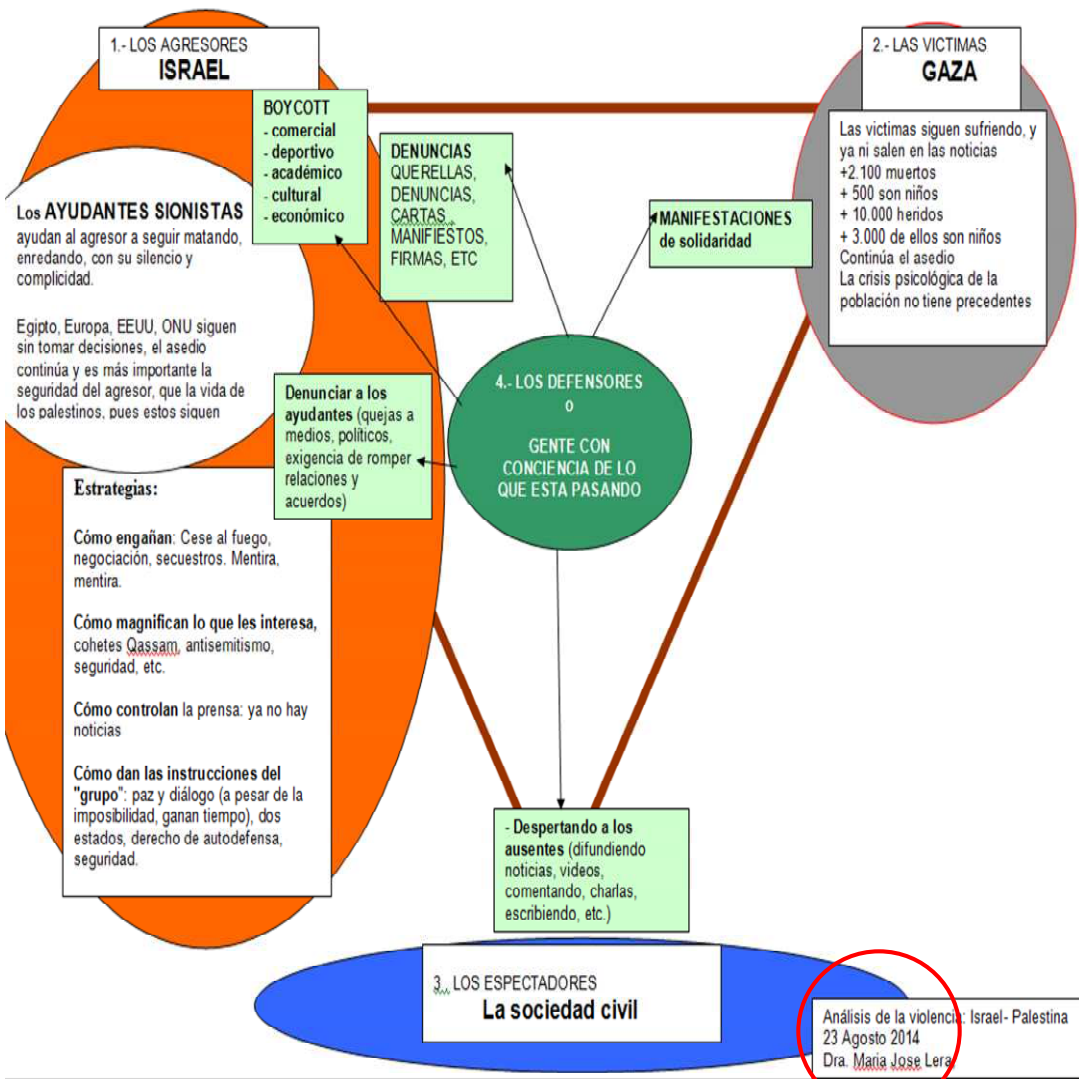 1.- LOS AGRESORES
ISRAEL
2.- LAS VICTIMAS
GAZA
BOYCOTT
- comercial
- deportivo
- académico
- cultural
- económico
DENUNCIAS
QUERELLAS,
DENUNCIAS,
CARTAS,
MANIFIESTOS,
FIRMAS, ETC
MANIFESTACIONES
de solidaridad
Las victimas siguen sufriendo, y
ya ni salen en las noticias
+2.100 muertos
+ 500 son niños
+ 10.000 heridos
+ 3.000 de ellos son niños
Continúa el asedio
La crisis psicológica de la
población no tiene precedentes
Los AYUDANTES SIONISTAS
ayudan al agresor a seguir matando,
enredando, con su silencio y
complicidad.
Egipto, Europa, EEUU, ONU siguen
sin tomar decisiones, el asedio
continúa y es más importante la
seguridad del agresor, que la vida de
los palestinos, pues estos siguen
Denunciar a los
ayudantes (quejas a
medios, políticos,
exigencia de romper
relaciones y
acuerdos)
4.- LOS DEFENSORES
O
GENTE CON
CONCIENCIA DE LO
QUE ESTA PASANDO
Estrategias:
Cómo engañan: Cese al fuego,
negociación, secuestros. Mentira,
mentira.
Cómo magnifican lo que les interesa,
cohetes Qassam, antisemitismo,
seguridad, etc.
Cómo controlan la prensa: ya no hay
noticias
Cómo dan las instrucciones del
"grupo": paz y diálogo (a pesar de la
imposibilidad, ganan tiempo), dos
estados, derecho de autodefensa,
seguridad.
- Despertando a los
ausentes (difundiendo
noticias, videos,
comentando, charlas,
escribiendo, etc.)
3.. LOS ESPECTADORES
La sociedad civil
Análisis de la violencia: Israel- Palestina
23 Agosto 2014
Dra. Maria Jose Lera